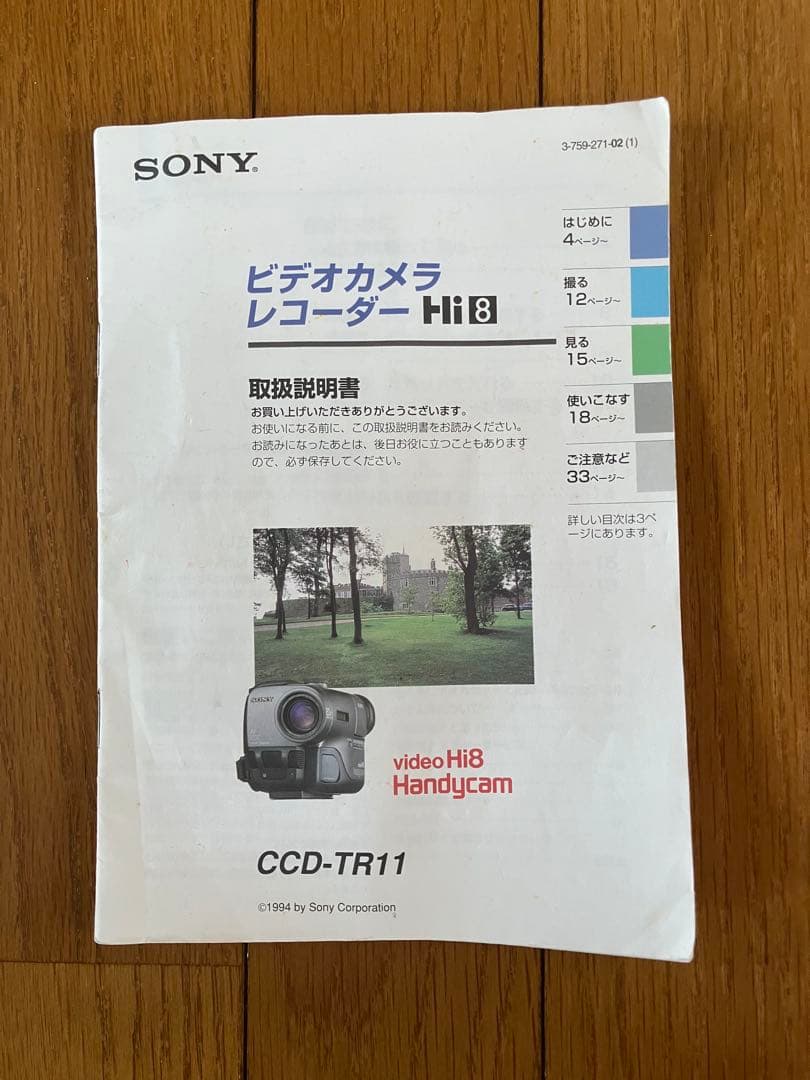 SONY®
3-759-271-02 (1)
はじめに
4ページ~
撮る
12ページ~
見る
15ページ~
使いこなす
18ページ~
ご注意など
33ページ~
詳しい目次は3ペ
ージにあります。
ビデオカメラ
レコーダー Hi8
取扱説明書
お買い上げいただきありがとうございます。
お使いになる前に、この取扱説明書をお読みください。
お読みになったあとは、後日お役に立つこともあります
ので、必ず保存してください。
SONY
video Hi8
Handycam
CCD-TR11
©1994 by Sony Corporation